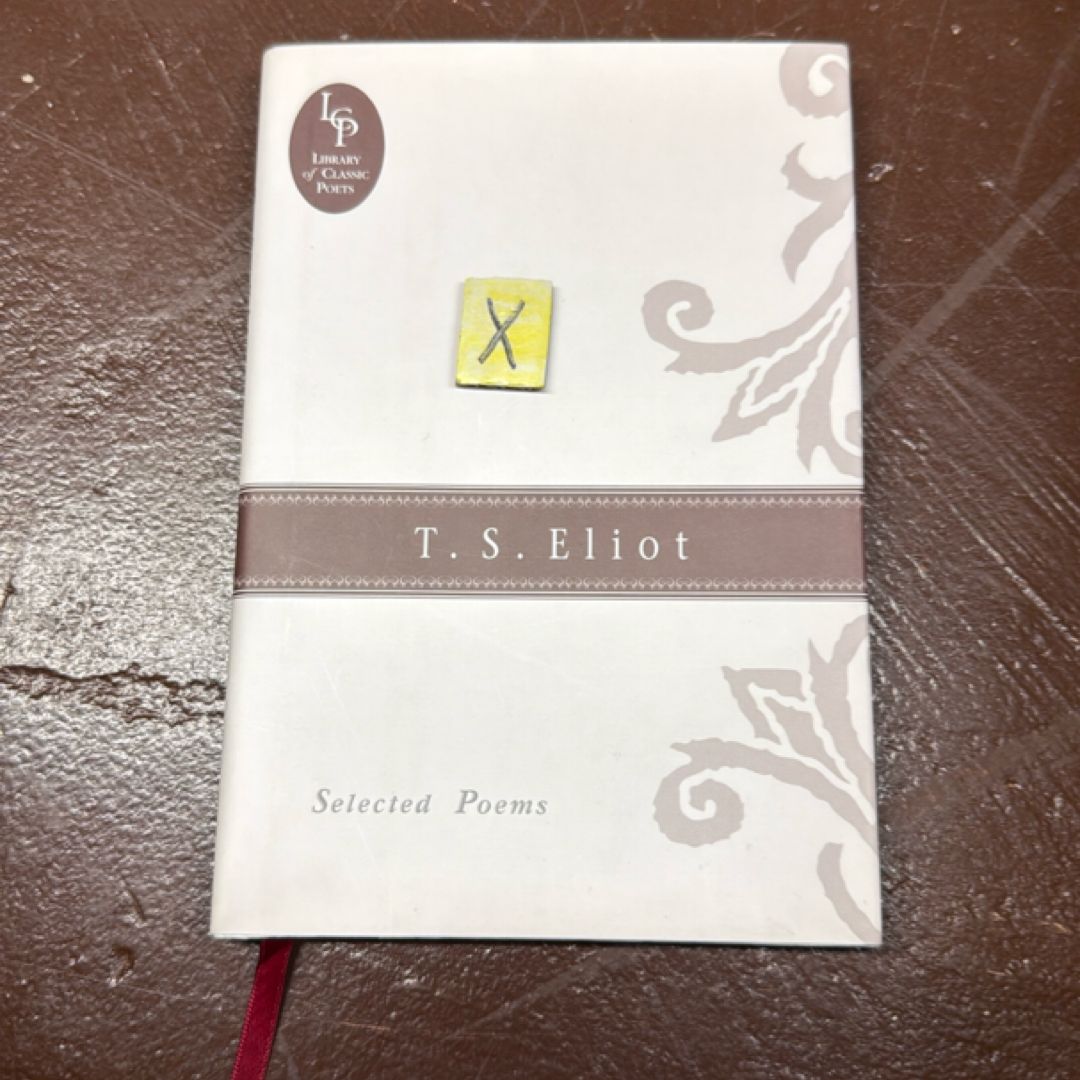 LCP
LIBRARY
of CLASSIC
POETS
X
T. S. Eliot
Selected Poems